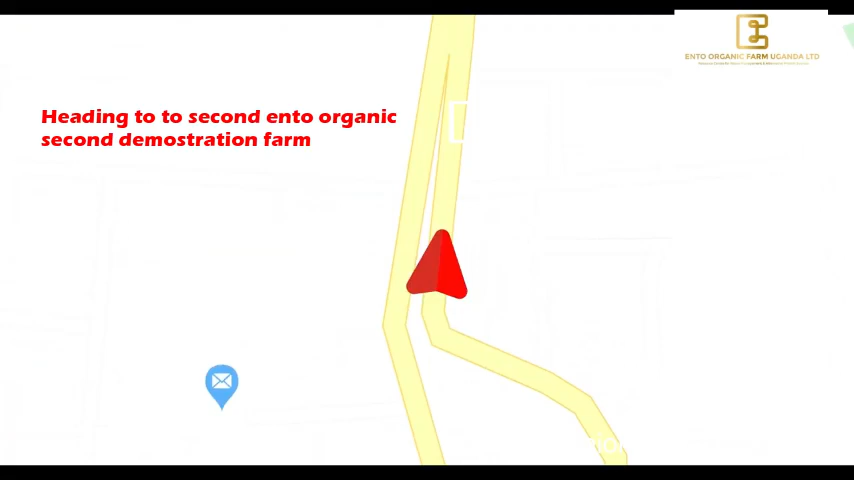 ENTO ORGANIC FARM UGANDA LTD
Heading to to second ento organic
second demostration farm